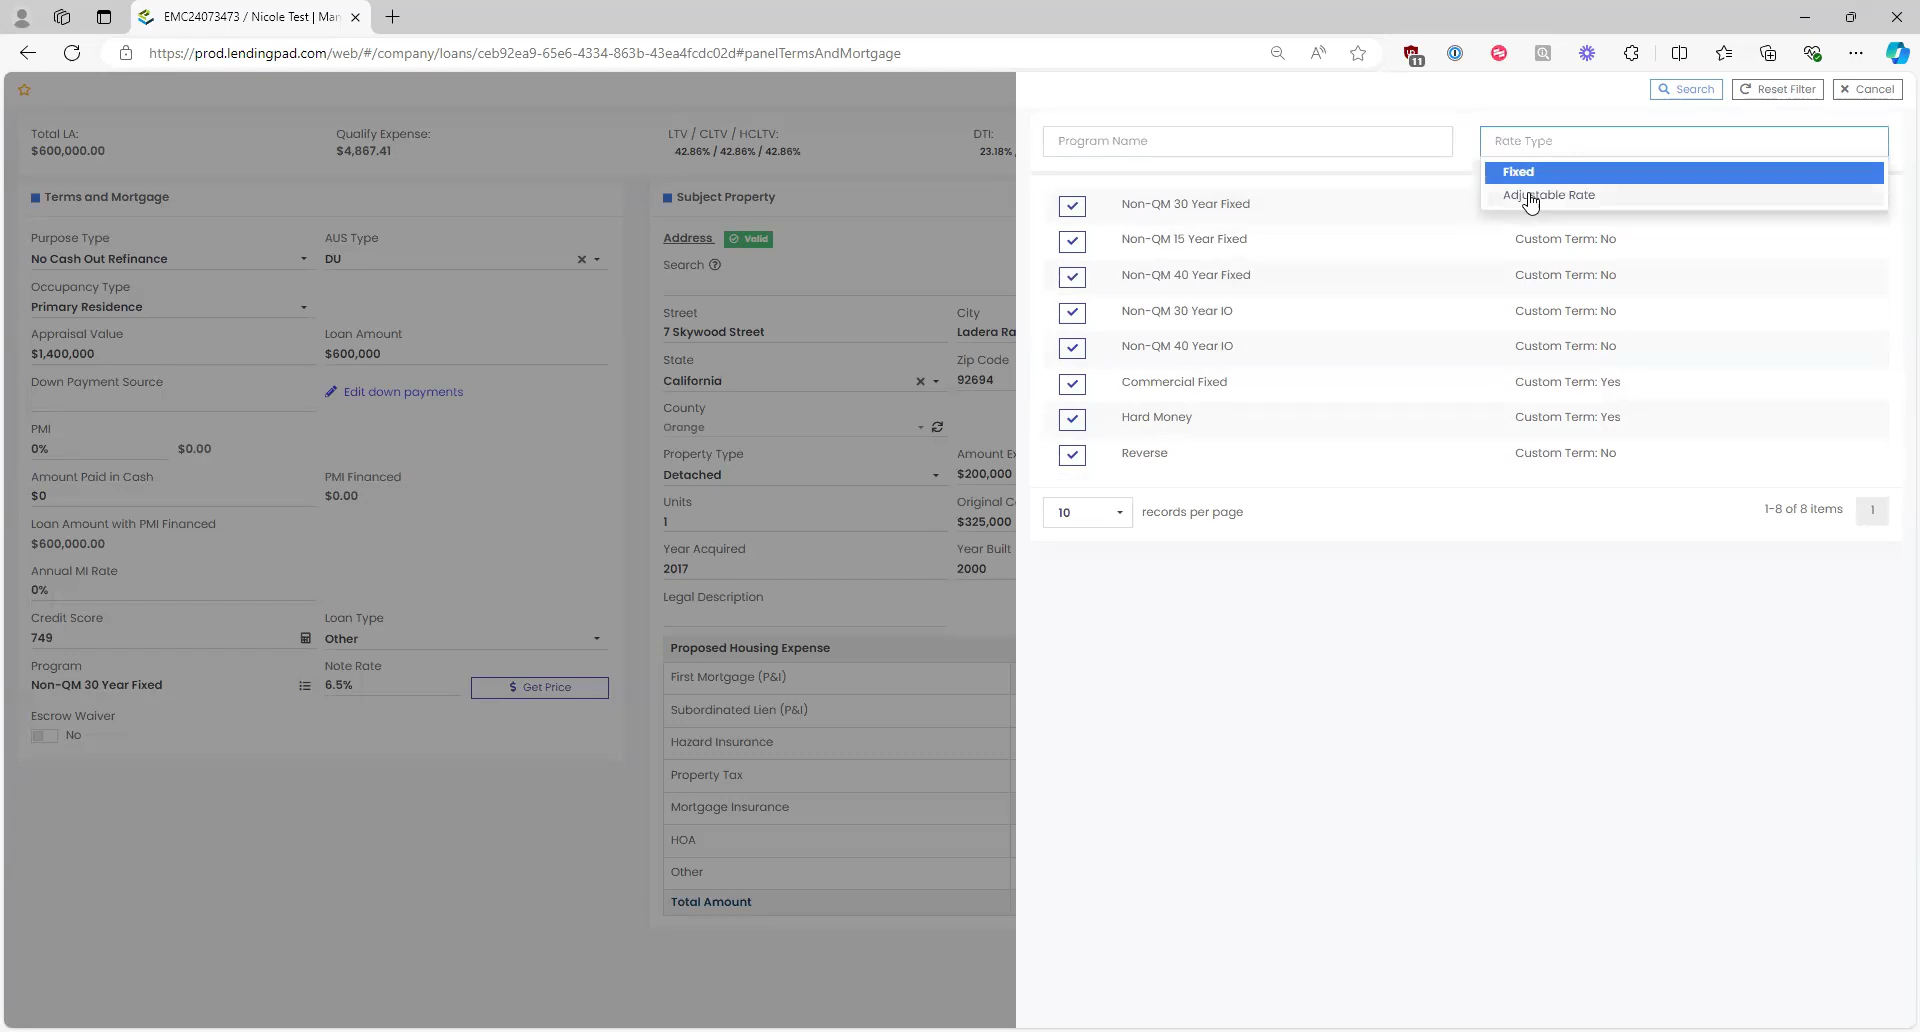 EMC24073473 / Nicole Test | Mar
https://prod.lendingpad.com/web/#/company/loans/ceb92ea9-65e6-4334-863b-43ea4fcdc02d#panelTermsAndMortgage
11
Search
Reset Filter
Cancel
Total LA:
$600,000.00
Qualify Expense:
$4,867.41
LTV / CLTV / HCLTV:
42.86% / 42.86% / 42.86%
DTI:
23.18%
Terms and Mortgage
Purpose Type
No Cash Out Refinance
AUS Type
DU
Occupancy Type
Primary Residence
Appraisal Value
$1,400,000
Loan Amount
$600,000
Down Payment Source
Edit down payments
PMI
0%
$0.00
Amount Paid in Cash
$0
PMI Financed
$0.00
Loan Amount with PMI Financed
$600,000.00
Annual MI Rate
0%
Credit Score
749
Loan Type
Other
Program
Non-QM 30 Year Fixed
Note Rate
6.5%
$ Get Price
Escrow Waiver
No
Subject Property
Address
Valid
Search
Street
7 Skywood Street
City
Ladera Ra
State
California
Zip Code
92694
County
Orange
Property Type
Detached
Amount Ex
$200,000
Units
1
Original C
$325,000
Year Acquired
2017
Year Built
2000
Legal Description
Proposed Housing Expense
First Mortgage (P&I)
Subordinated Lien (P&I)
Hazard Insurance
Property Tax
Mortgage Insurance
HOA
Other
Total Amount
Program Name
Rate Type
Fixed
Adjustable Rate
Non-QM 30 Year Fixed
Non-QM 15 Year Fixed
Custom Term: No
Non-QM 40 Year Fixed
Custom Term: No
Non-QM 30 Year IO
Custom Term: No
Non-QM 40 Year IO
Custom Term: No
Commercial Fixed
Custom Term: Yes
Hard Money
Custom Term: Yes
Reverse
Custom Term: No
10
records per page
1-8 of 8 items
1